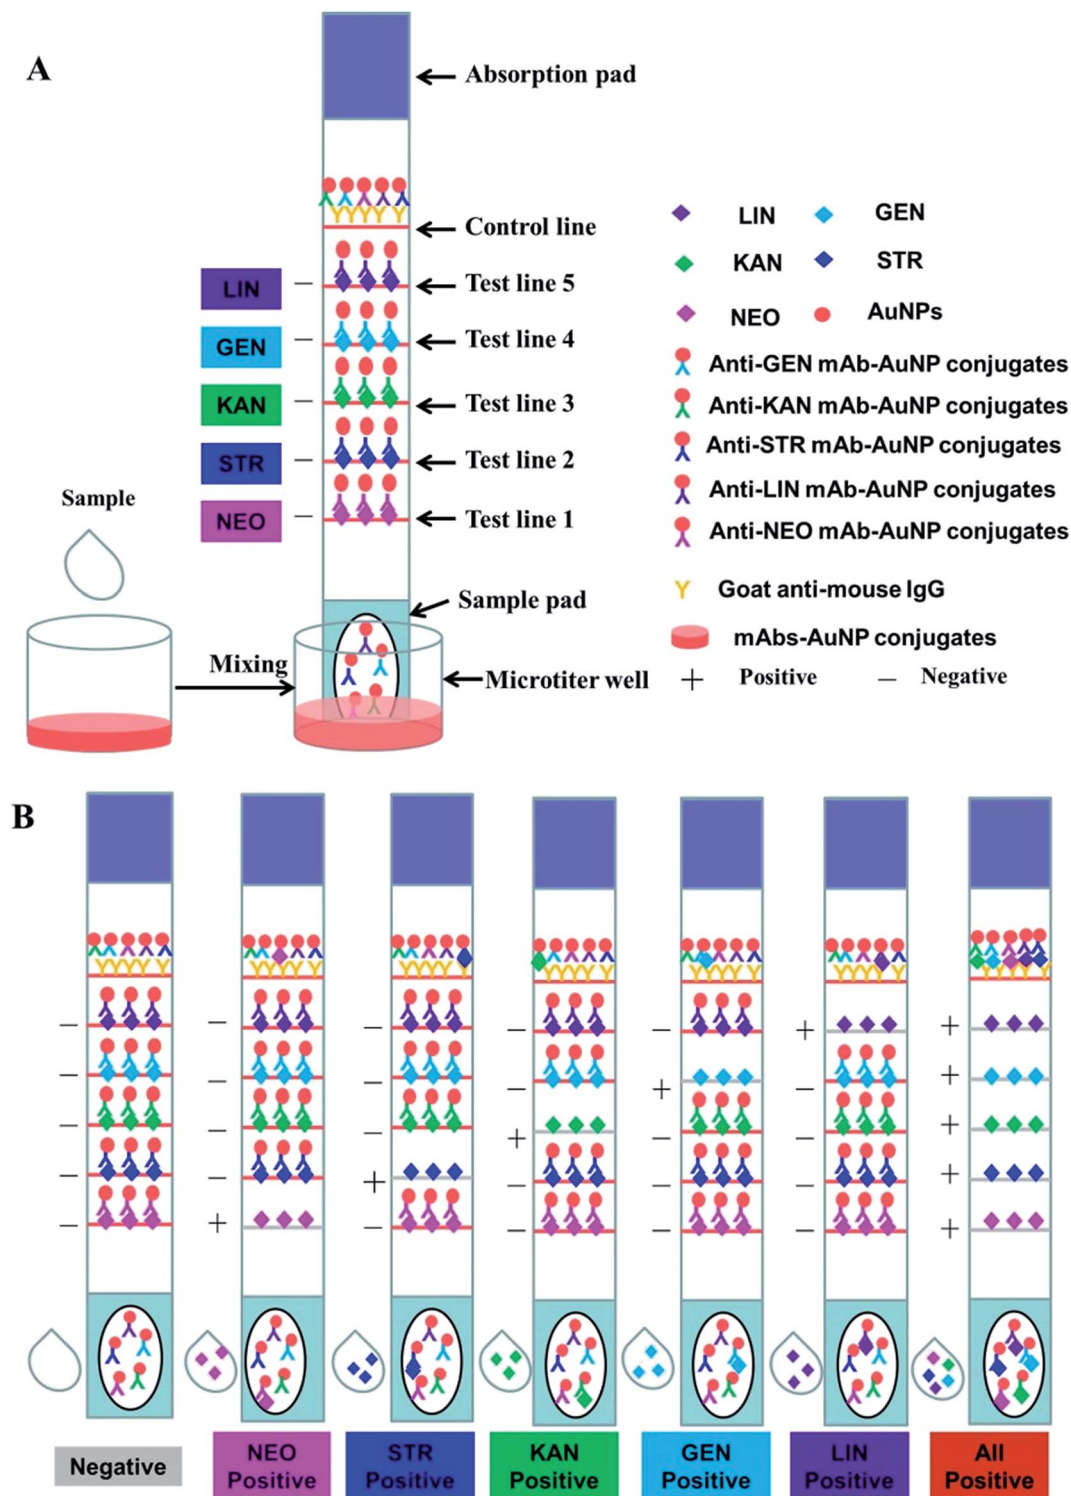 A
Absorption pad
Control line
LIN
–
Test line 5
GEN
–
Test line 4
KAN
–
Test line 3
STR
–
Test line 2
NEO
–
Test line 1
Sample
Mixing
Sample pad
Microtiter well
LIN
GEN
KAN
STR
NEO
AuNPs
Anti-GEN mAb-AuNP conjugates
Anti-KAN mAb-AuNP conjugates
Anti-STR mAb-AuNP conjugates
Anti-LIN mAb-AuNP conjugates
Anti-NEO mAb-AuNP conjugates
Goat anti-mouse IgG
mAbs-AuNP conjugates
+ Positive – Negative
B
– – – – – + +
– – – – + – +
– – – + – – +
– – + – – – +
– + – – – – +
Negative
NEO
Positive
STR
Positive
KAN
Positive
GEN
Positive
LIN
Positive
All
Positive